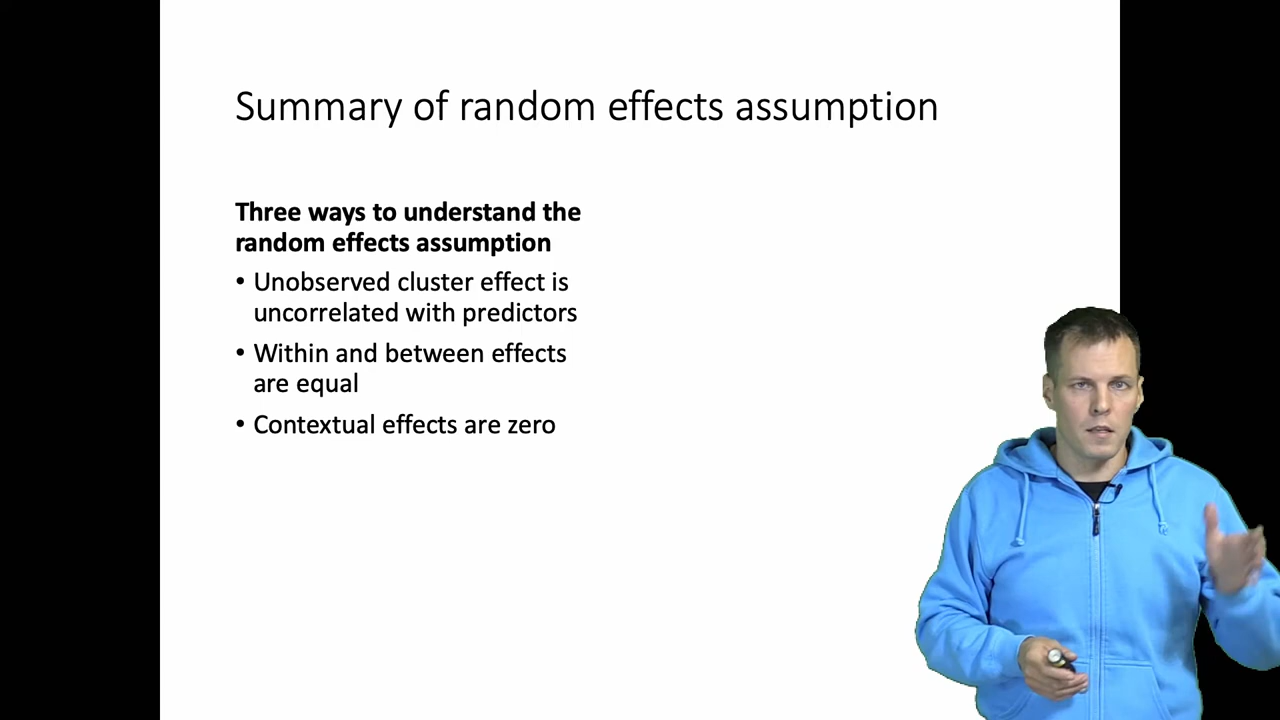 Summary of random effects assumption
Three ways to understand the
random effects assumption
• Unobserved cluster effect is
uncorrelated with predictors
• Within and between effects
are equal
• Contextual effects are zero